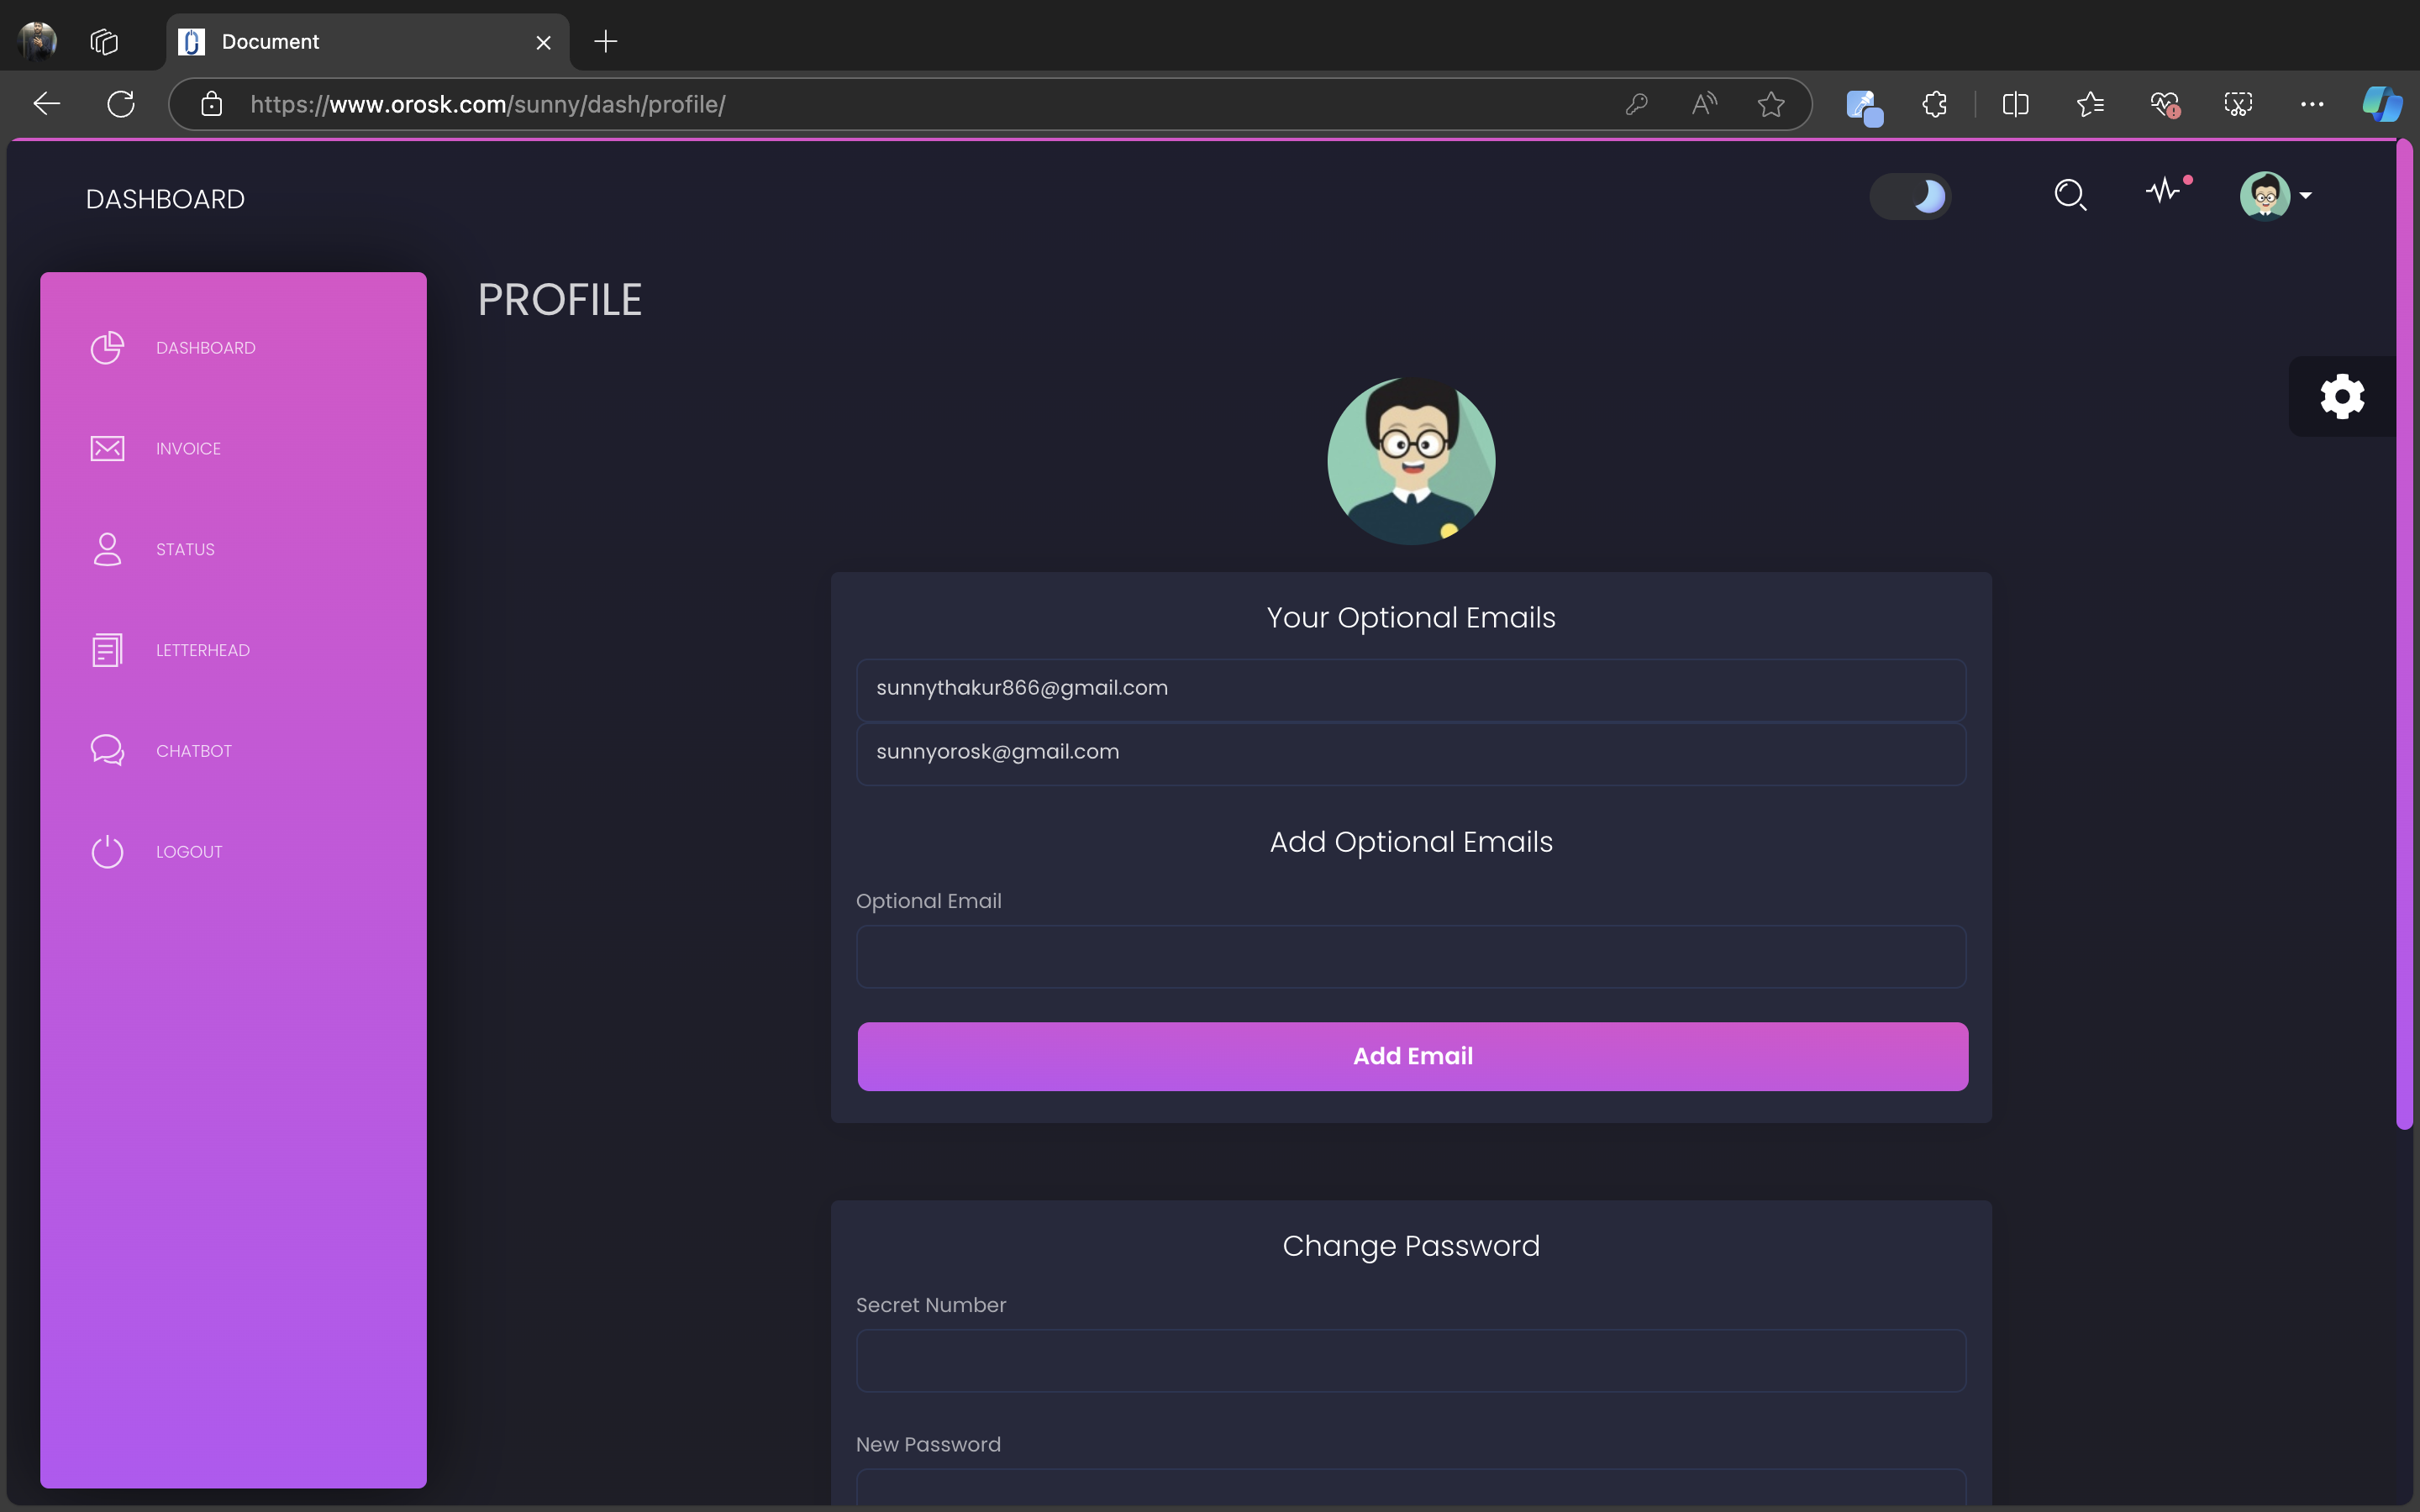 Document
https://www.orosk.com/sunny/dash/profile/
DASHBOARD
DASHBOARD
INVOICE
STATUS
LETTERHEAD
CHATBOT
LOGOUT
PROFILE
Your Optional Emails
sunnythakur866@gmail.com
sunnyorosk@gmail.com
Add Optional Emails
Optional Email
Add Email
Change Password
Secret Number
New Password